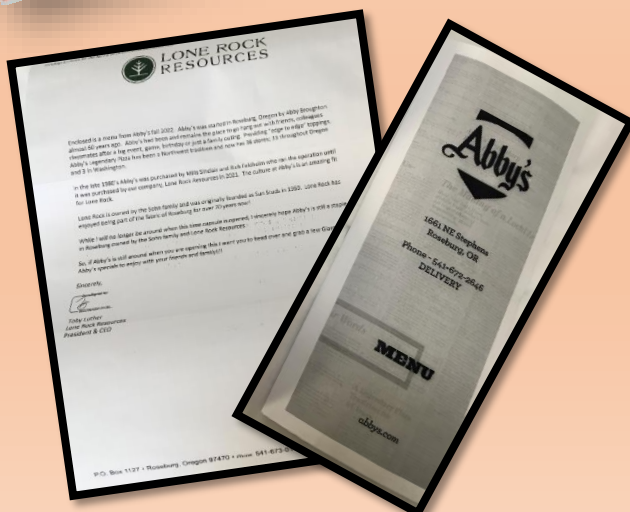 LONE ROCK
RESOURCES
Enclosed is a menu from Abby's fall 2022. Abby's was started in Roseburg, Oregon by Abby Broughton
almost 60 years ago. Abby's had been and remains the place to go hang out with friends, colleagues
classmates after a big event, game, birthday or just a family outing. Providing "edge to edge" toppings
Abby's Legendary Pizza has been a Northwest tradition and now has 36 stores; 33 throughout Oregon
and 3 in Washington.
In the late 1980's Abby's was purchased by Mills Sinclair and Rob Feldheim who ran the operation until
it was purchased by our company, Lone Rock Resources in 2021. The culture at Abby's is an amazing fit
for Lone Rock.
Lone Rock is owned by the Sohn family and was originally founded as Sun Studs in 1950. Lone Rock has
enjoyed being part of the fabric of Roseburg for over 70 years now!
While I will no longer be around when this time capsule is opened, I sincerely hope Abby's is still a
in Roseburg owned by the Sohn family and Lone Rock Resources
So, if Abby's is still around when you are opening this I want you to head over and grab a few
Abby's specials to enjoy with your friends and family!!!
Sincerely,
Toby Luther
Lone Rock Resources
President & CEO
P.O. Box 1127 • Roseburg, Oregon 97470 • 541-673-0
Abby's
1661 NE Stephens
Roseburg, OR
Phone - 541-672-2646
DELIVERY
MENU
abbys.com